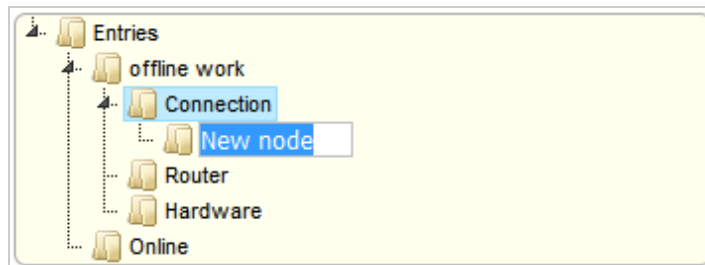 Entries
offline work
Connection
New node
Router
Hardware
Online